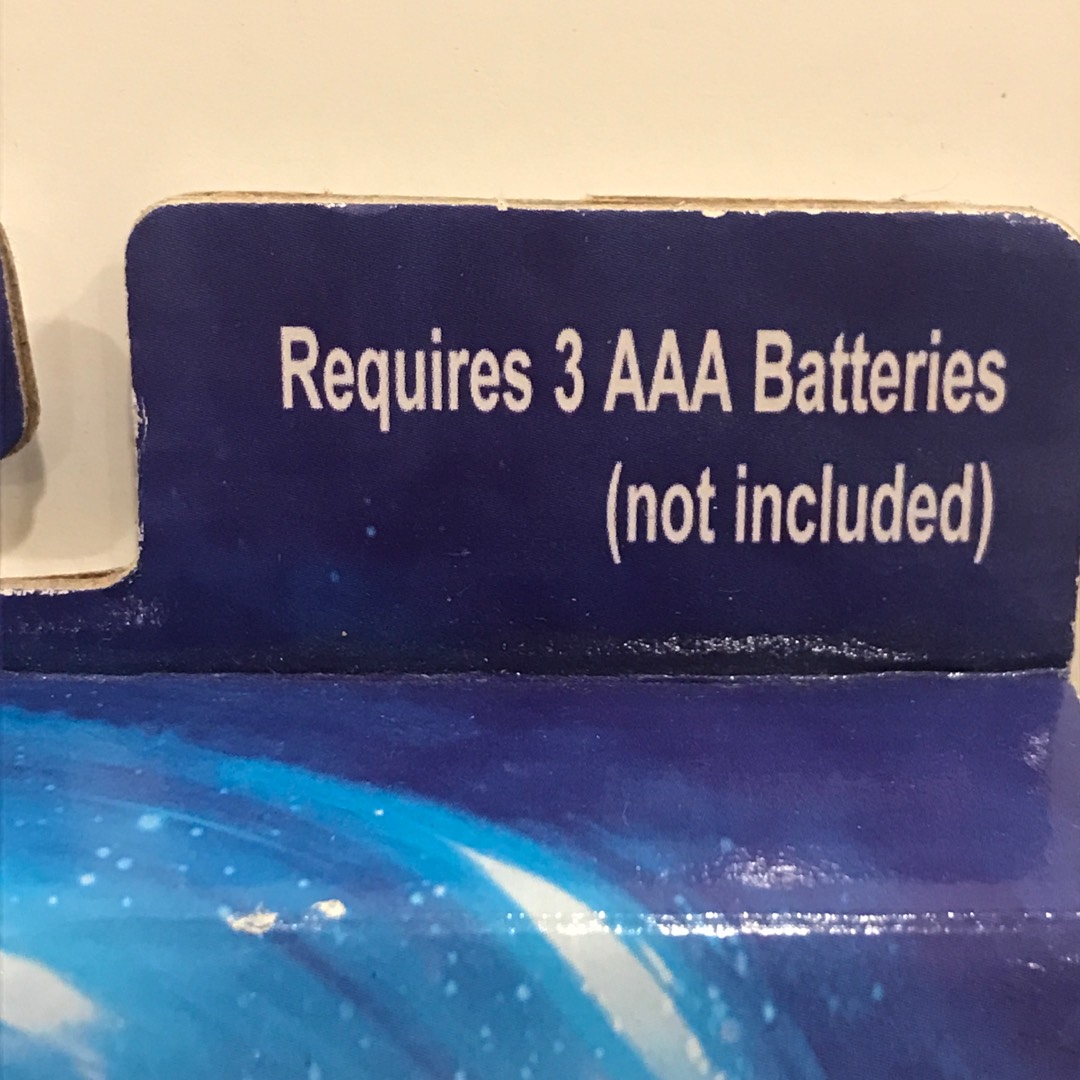 Requires 3 AAA Batteries
(not included)